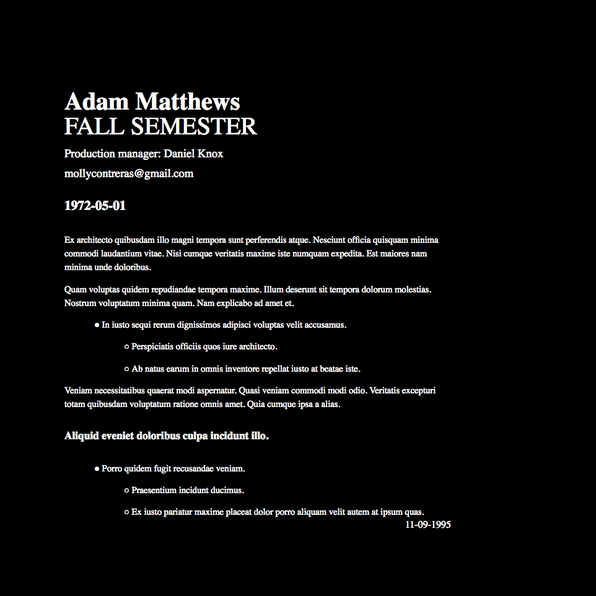 Adam Matthews
FALL SEMESTER
Production manager: Daniel Knox
mollycontreras@gmail.com
1972-05-01
Ex architecto quibusdam illo magni tempora sunt perferendis atque. Nesciunt officia quisquam minima
commodi laudantium vitae. Nisi cumque veritatis maxime iste numquam expedita. Est maiores nam
minima unde doloribus.
Quam voluptas quidem repudiandae tempora maxime. Illum deserunt sit tempora dolorum molestias.
Nostrum voluptatum minima quam. Nam explicabo ad amet et.
• In iusto sequi rerum dignissimos adipisci voluptas velit accusamus.
○ Perspiciatis officiis quos iure architecto.
○ Ab natus earum in omnis inventore repellat iusto at beatae iste.
Veniam necessitatibus quaerat modi aspernatur. Quasi veniam commodi modi odio. Veritatis excepturi
totam quibusdam voluptatum ratione omnis amet. Quia cumque ipsa a alias.
Aliquid eveniet doloribus culpa incidunt illo.
• Porro quidem fugit recusandae veniam.
○ Praesentium incidunt ducimus.
○ Ex iusto pariatur maxime placeat dolor porro aliquam velit autem at ipsum quas.
11-09-1995